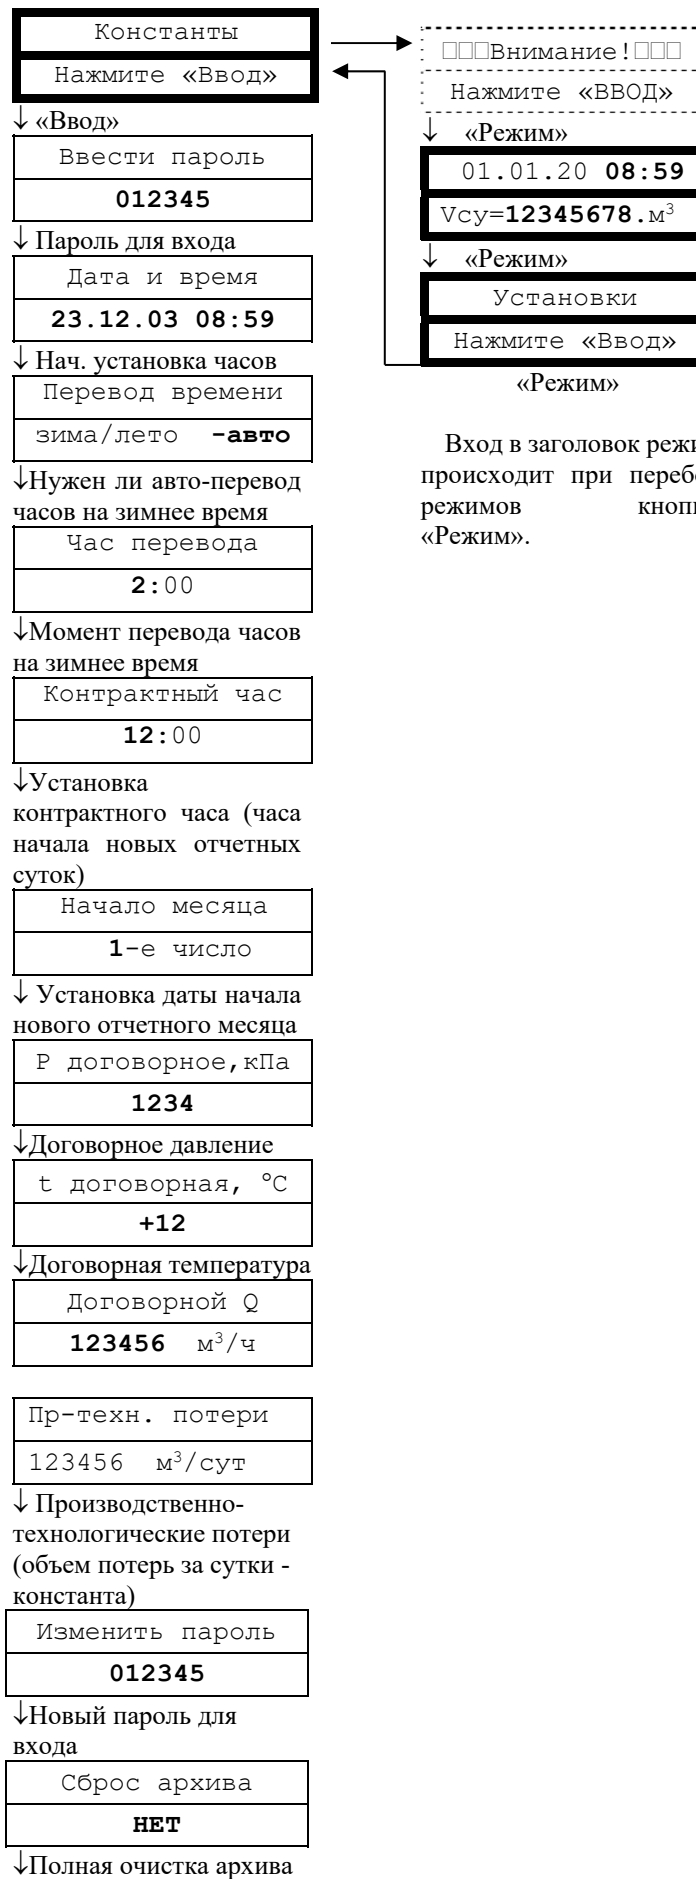 Константы
Нажмите «Ввод»
↓ «Ввод»
Ввести пароль
012345
↓ Пароль для входа
Дата и время
23.12.03 08:59
↓ Нач. установка часов
Перевод времени
зима/лето -авто
↓Нужен ли авто-перевод
часов на зимнее время
Час перевода
2:00
↓Момент перевода часов
на зимнее время
Контрактный час
12:00
↓Установка
контрактного часа (часа
начала новых отчетных
суток)
Начало месяца
1-е число
↓ Установка даты начала
нового отчетного месяца
Р договорное,кПа
1234
↓Договорное давление
t договорная, °C
+12
↓Договорная температура
Договорной Q
123456 м³/ч
Пр-техн. потери
123456 м³/сут
↓ Производственно-
технологические потери
(объем потерь за сутки -
константа)
Изменить пароль
012345
↓Новый пароль для
входа
Сброс архива
НЕТ
↓Полная очистка архива
□□□Внимание!□□□
Нажмите «ВВОД»
↓ «Режим»
01.01.20 08:59
Vсу=12345678.м³
↓ «Режим»
Установки
Нажмите «Ввод»
«Режим»
Вход в заголовок
происходит при
режимов
«Режим».